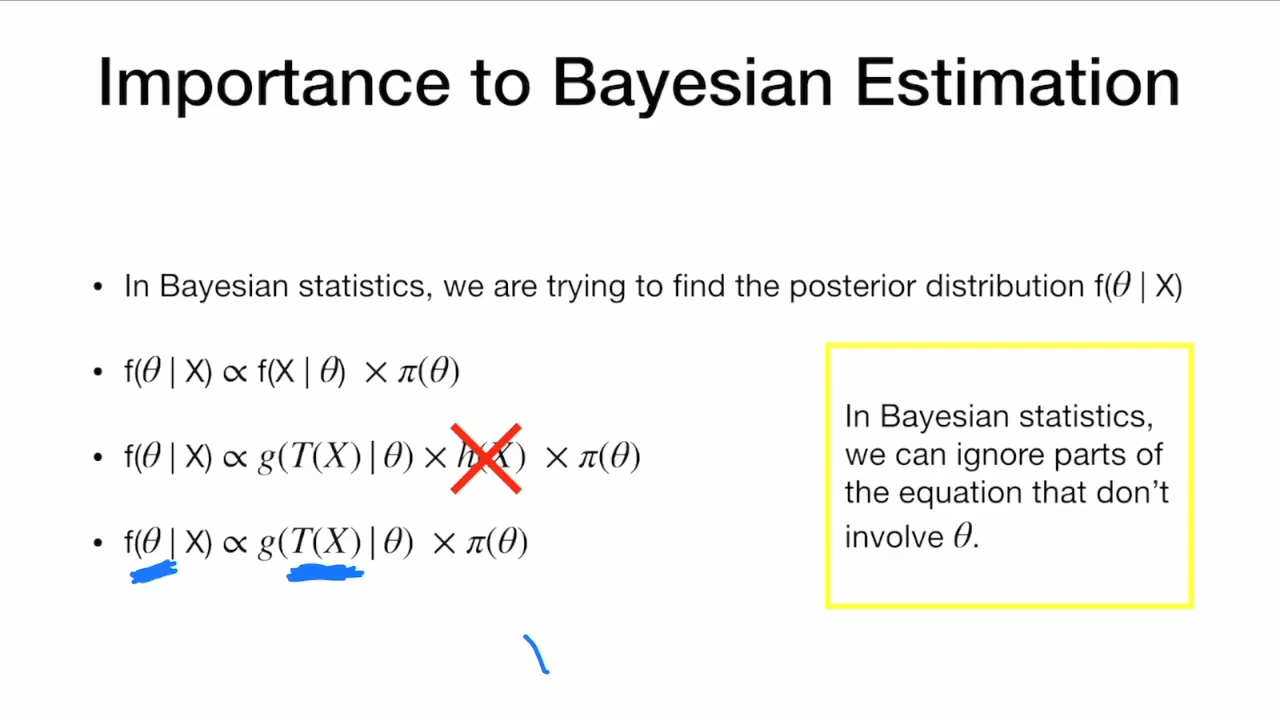 Importance to Bayesian Estimation
• In Bayesian statistics, we are trying to find the posterior distribution f(θ | X)
• f(θ | X) ∝ f(X | θ) × π(θ)
• f(θ | X) ∝ g(T(X) | θ) × h(X) × π(θ)
• f(θ | X) ∝ g(T(X) | θ) × π(θ)
In Bayesian statistics,
we can ignore parts of
the equation that don’t
involve θ.